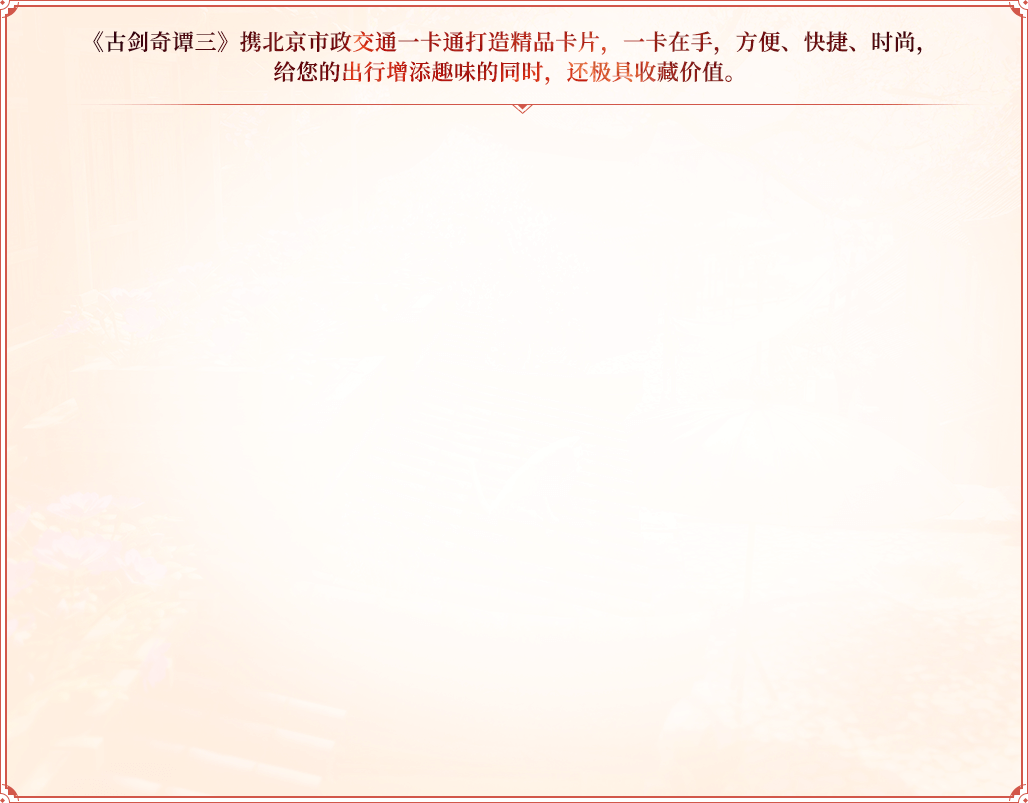 《古剑奇谭三》携北京市政交通一卡通打造精品卡片，一卡在手，方便、快捷、时尚，
给您的出行增添趣味的同时，还极具收藏价值。